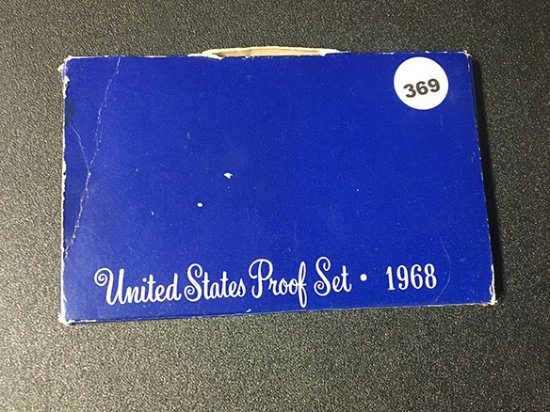 369
United States Proof Set • 1968